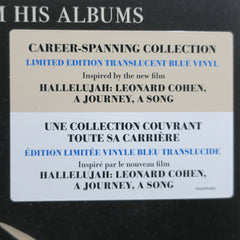 M HIS ALBUMS
CAREER-SPANNING COLLECTION
LIMITED EDITION TRANSLUCENT BLUE VINYL
Inspired by the new film
HALLELUJAH: LEONARD COHEN,
A JOURNEY, A SONG
UNE COLLECTION COUVRANT
TOUTE SA CARRIÈRE
ÉDITION LIMITÉE VINYLE BLEU TRANSLUCIDE
Inspiré par le nouveau film
HALLELUJAH: LEONARD COHEN,
A JOURNEY, A SONG